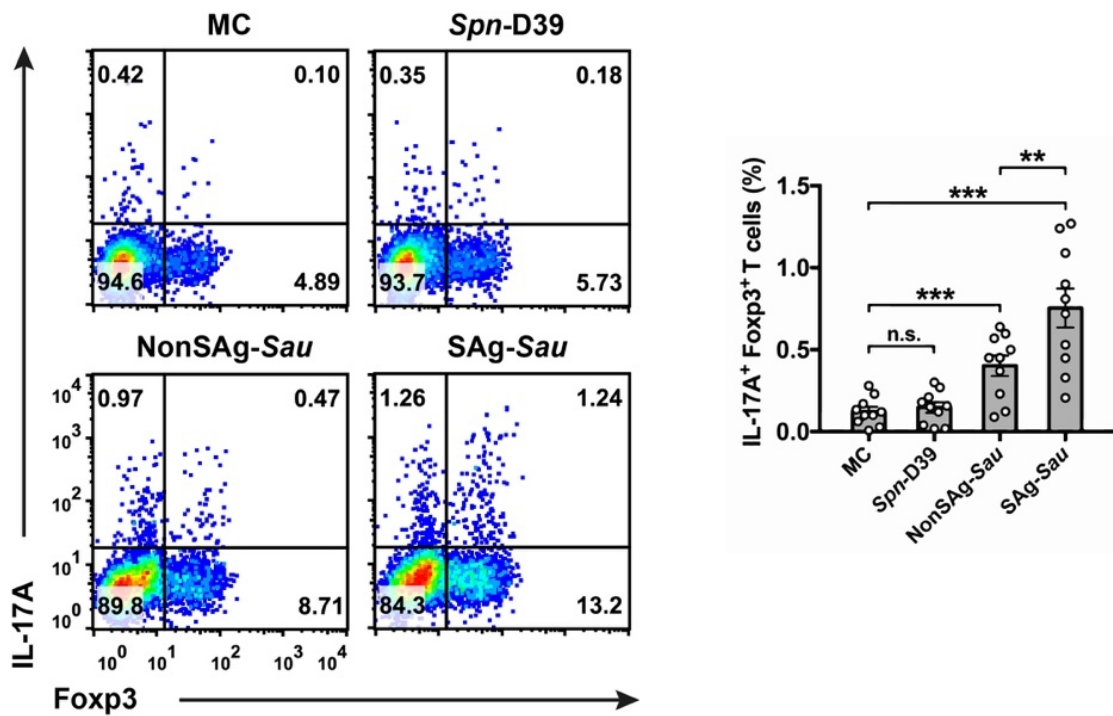 MC
Spn-D39
0.42
0.10
0.35
0.18
94.6
4.89
93.7
5.73
NonSAg-Sau
SAg-Sau
0.97
0.47
1.26
1.24
89.8
8.71
84.3
13.2
10⁴
10³
10²
10¹
10⁰
10⁰ 10¹ 10² 10³ 10⁴
IL-17A
Foxp3
IL-17A⁺ Foxp3⁺ T cells (%)
1.5
1.0
0.5
0.0
**
***
***
n.s.
MC
Spn-D39
NonSAg-Sau
SAg-Sau